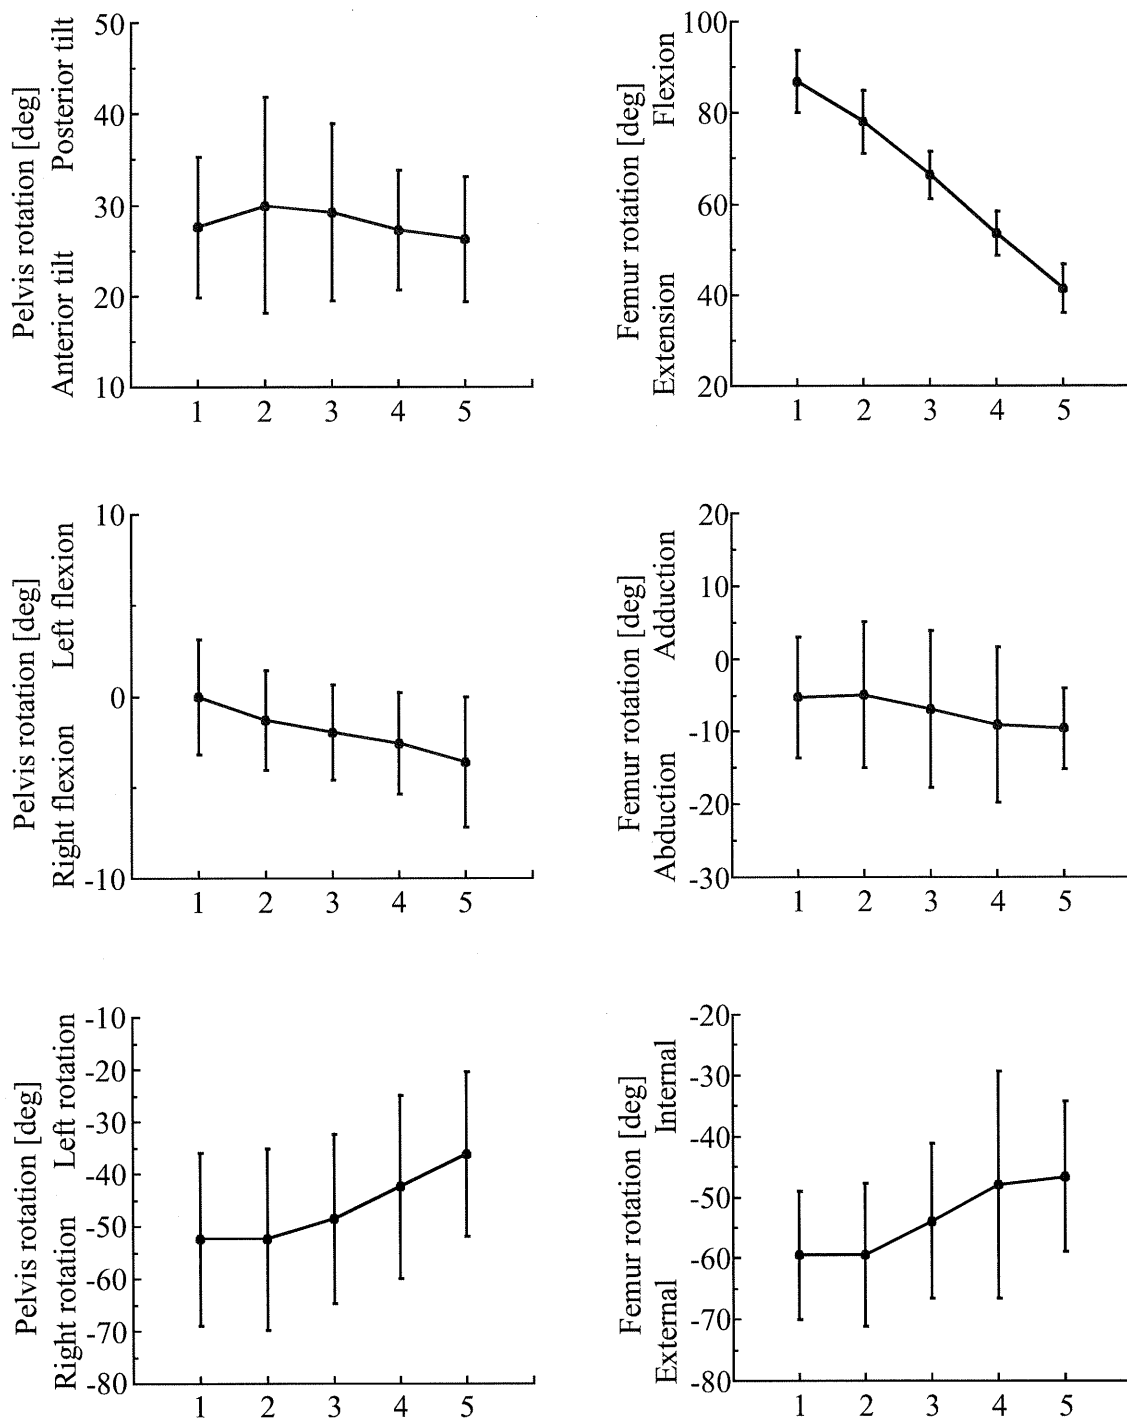 Pelvis rotation [deg]
Anterior tilt Posterior tilt
50
40
30
20
10
1 2 3 4 5
Femur rotation [deg]
Extension Flexion
100
80
60
40
20
1 2 3 4 5
Pelvis rotation [deg]
Right flexion Left flexion
10
0
-10
1 2 3 4 5
Femur rotation [deg]
Abduction Adduction
20
10
0
-10
-20
-30
1 2 3 4 5
Pelvis rotation [deg]
Right rotation Left rotation
-10
-20
-30
-40
-50
-60
-70
-80
1 2 3 4 5
Femur rotation [deg]
External Internal
-20
-30
-40
-50
-60
-70
-80
1 2 3 4 5